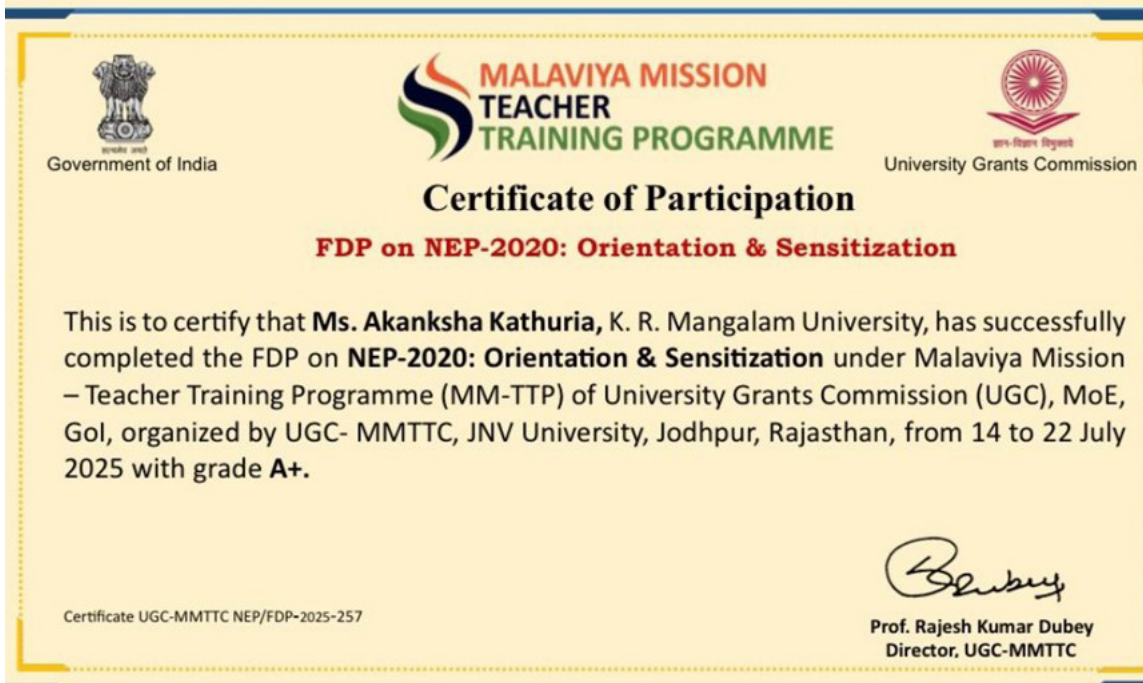 सत्यमेव जयते
Government of India
MALAVIYA MISSION
TEACHER
TRAINING PROGRAMME
ज्ञान-विज्ञान विमुक्तये
University Grants Commission
Certificate of Participation
FDP on NEP-2020: Orientation & Sensitization
This is to certify that Ms. Akanksha Kathuria, K. R. Mangalam University, has successfully
completed the FDP on NEP-2020: Orientation & Sensitization under Malaviya Mission
– Teacher Training Programme (MM-TTP) of University Grants Commission (UGC), MoE,
GoI, organized by UGC- MMTTC, JNV University, Jodhpur, Rajasthan, from 14 to 22 July
2025 with grade A+.
Certificate UGC-MMTTC NEP/FDP-2025-257
Prof. Rajesh Kumar Dubey
Director, UGC-MMTTC